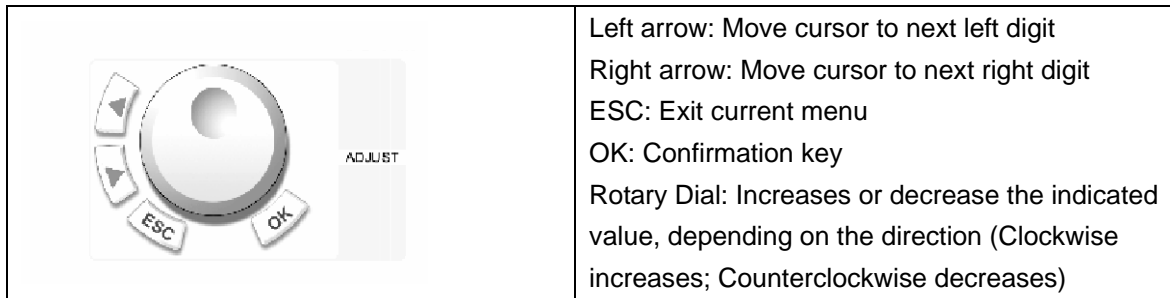 ADJUST
ESC
OK
Left arrow: Move cursor to next left digit
Right arrow: Move cursor to next right digit
ESC: Exit current menu
OK: Confirmation key
Rotary Dial: Increases or decrease the indicated
value, depending on the direction (Clockwise
increases; Counterclockwise decreases)